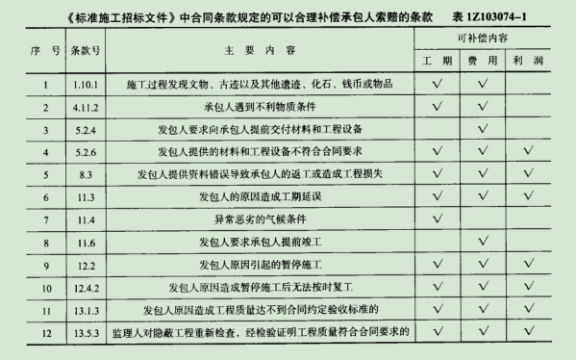 《标准施工招标文件》中合同条款规定的可以合理补偿承包人索赔的条款 表1Z103074-1
序号 条款号 主要内容 可补偿内容
工期 费用 利润
1 1.10.1 施工过程发现文物、古迹以及其他遗迹、化石、钱币或物品 √ √
2 4.11.2 承包人遇到不利物质条件 √ √
3 5.2.4 发包人要求向承包人提前交付材料和工程设备 √
4 5.2.6 发包人提供的材料和工程设备不符合合同要求 √ √ √
5 8.3 发包人提供资料错误导致承包人的返工或造成工程损失 √ √ √
6 11.3 发包人的原因造成工期延误 √ √ √
7 11.4 异常恶劣的气候条件 √
8 11.6 发包人要求承包人提前竣工 √
9 12.2 发包人原因引起的暂停施工 √ √ √
10 12.4.2 发包人原因造成暂停施工后无法按时复工 √ √ √
11 13.1.3 发包人原因造成工程质量达不到合同约定验收标准的 √ √ √
12 13.5.3 监理人对隐蔽工程重新检查，经检验证明工程质量符合合同要求的 √ √ √